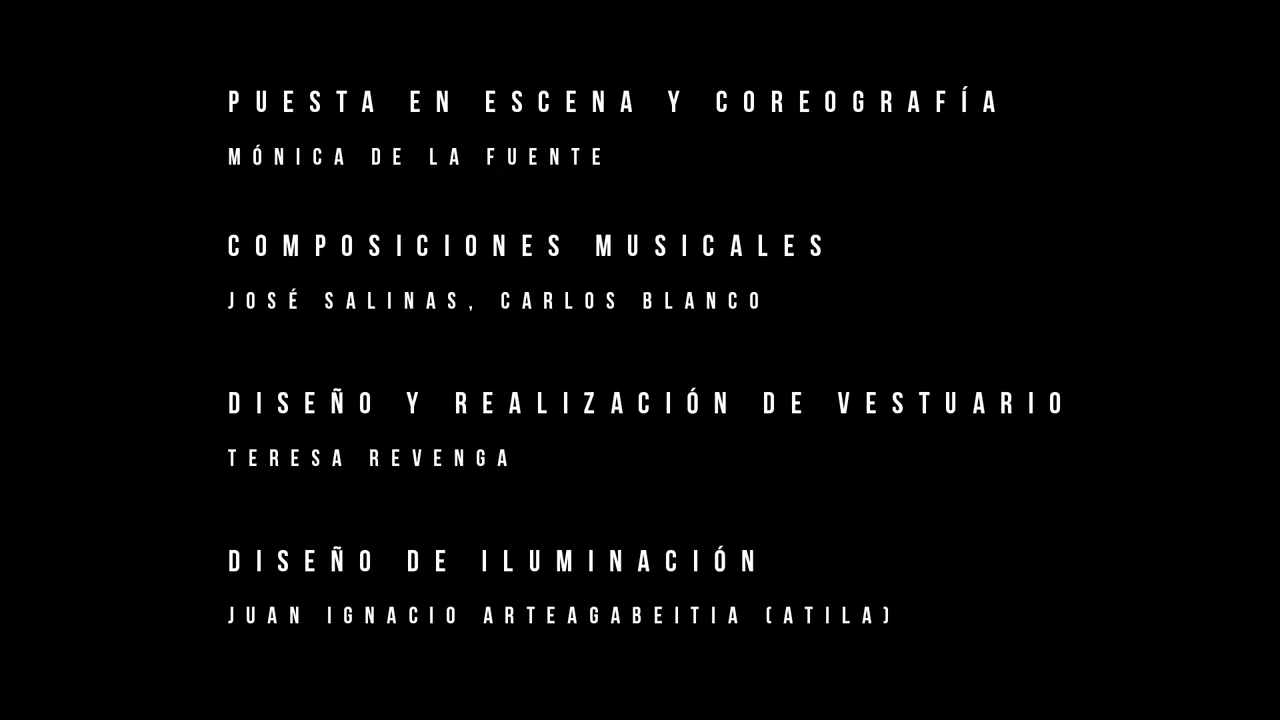 PUESTA EN ESCENA Y COREOGRAFÍA
MÓNICA DE LA FUENTE
COMPOSICIONES MUSICALES
JOSÉ SALINAS, CARLOS BLANCO
DISEÑO Y REALIZACIÓN DE VESTUARIO
TERESA REVENGA
DISEÑO DE ILUMINACIÓN
JUAN IGNACIO ARTEAGABEITIA (ATILA)